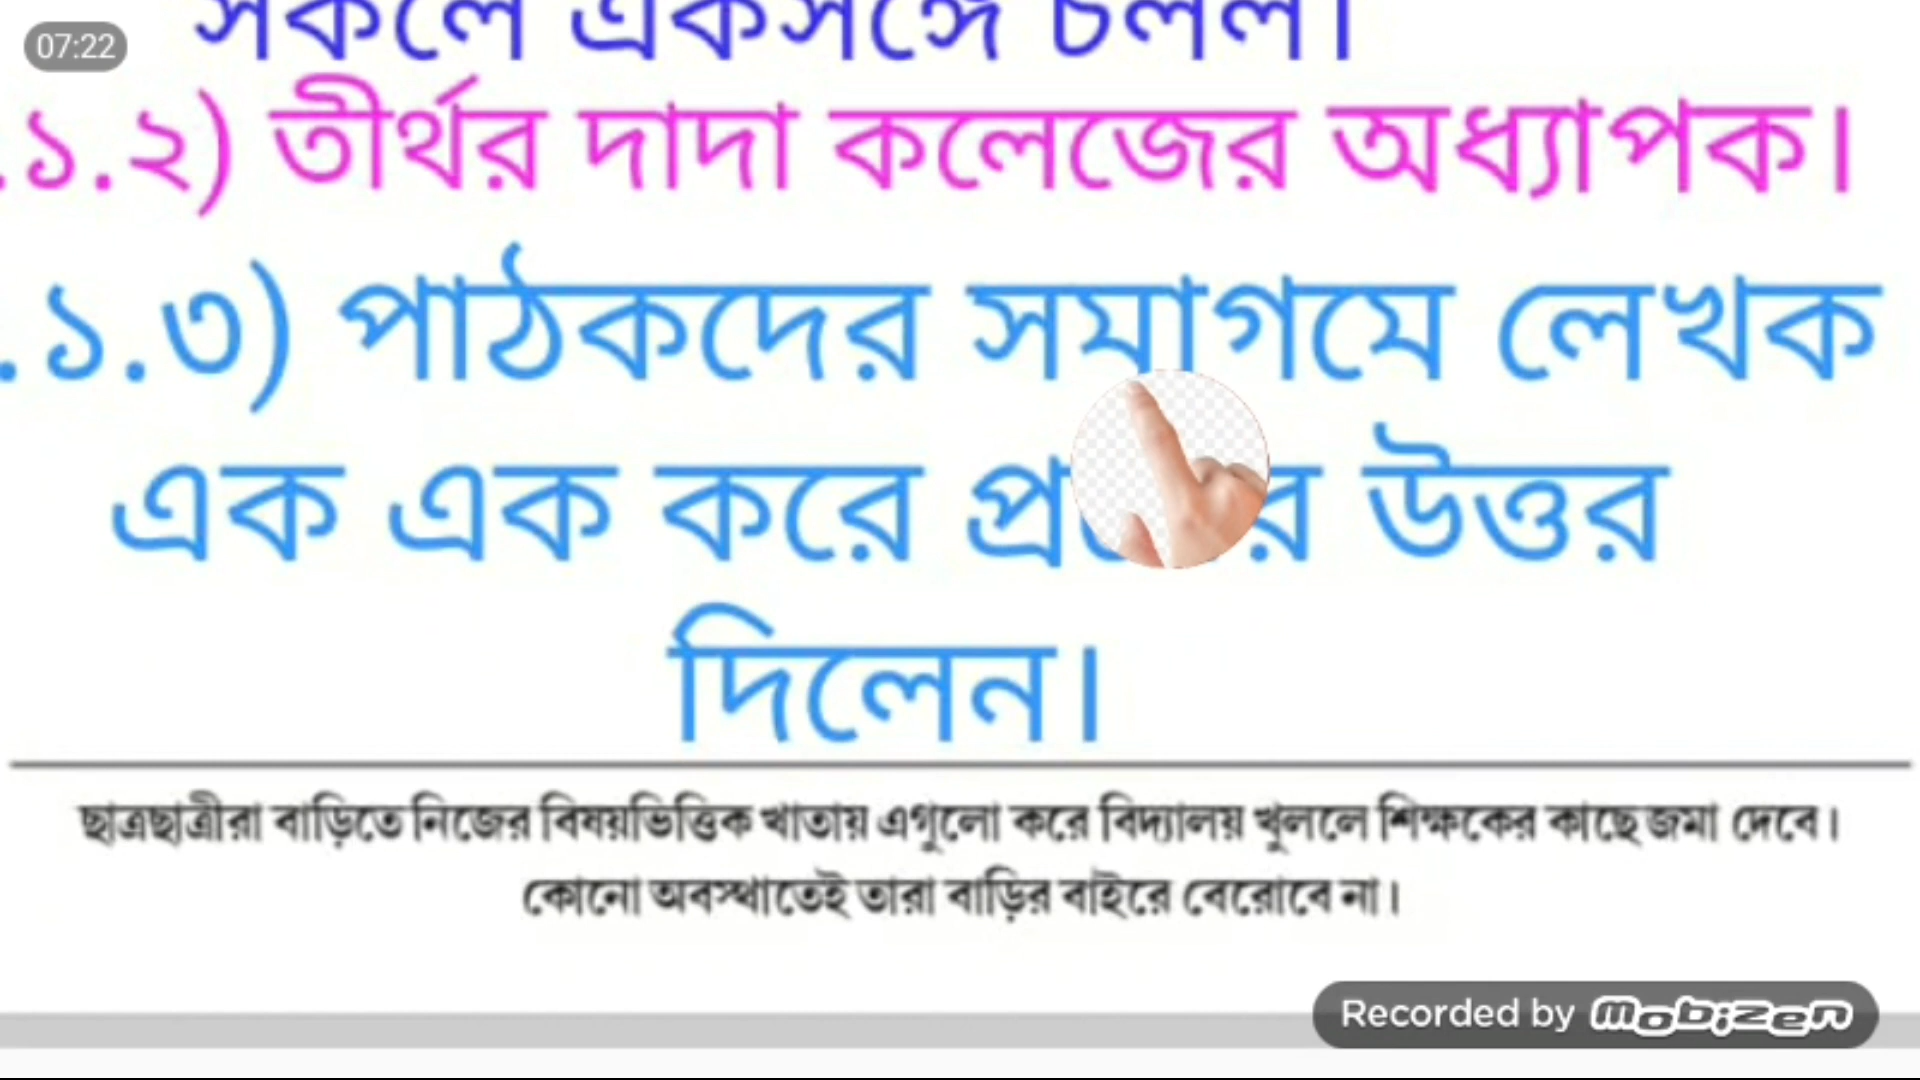 07:22
সকলে একসঙ্গে চলল।
.১.২) তীর্থর দাদা কলেজের অধ্যাপক।
.১.৩) পাঠকদের সমাগমে লেখক
এক এক করে উত্তর
দিলেন।
ছাত্রছাত্রীরা বাড়িতে নিজের বিষয়ভিত্তিক খাতায় এগুলো করে বিদ্যালয় খুললে শিক্ষকের কাছে জমা দেবে।
কোনো অবস্থাতেই তারা বাড়ির বাইরে বেরোবে না।
Recorded by mobizen